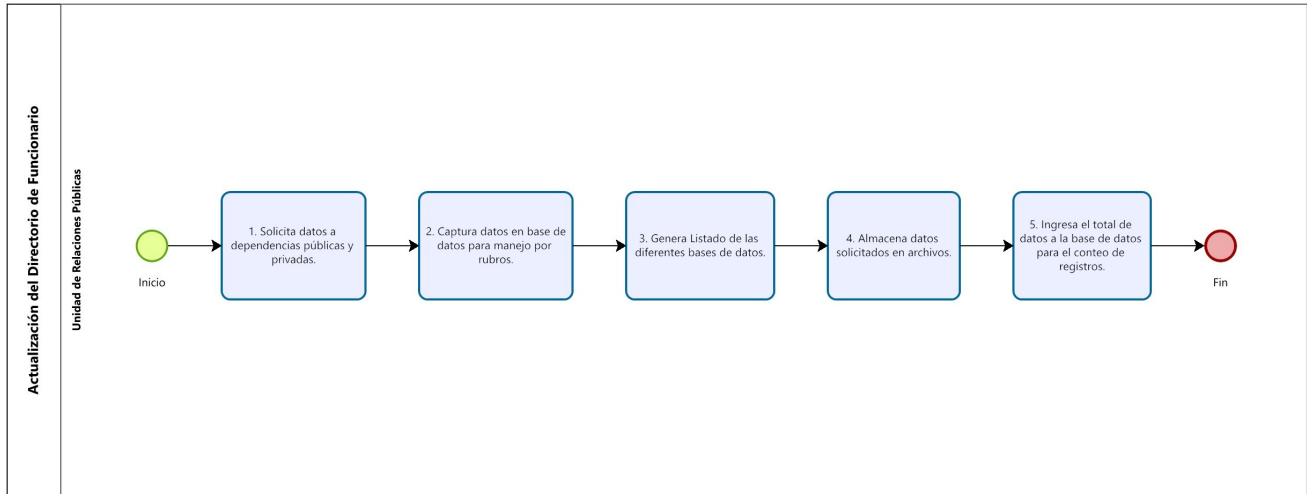 Actualización del Directorio de Funcionario
Unidad de Relaciones Públicas
Inicio
1. Solicita datos a
dependencias públicas y
privadas.
2. Captura datos en base de
datos para manejo por
rubros.
3. Genera Listado de las
diferentes bases de datos.
4. Almacena datos
solicitados en archivos.
5. Ingresa el total de
datos a la base de datos
para el conteo de
registros.
Fin